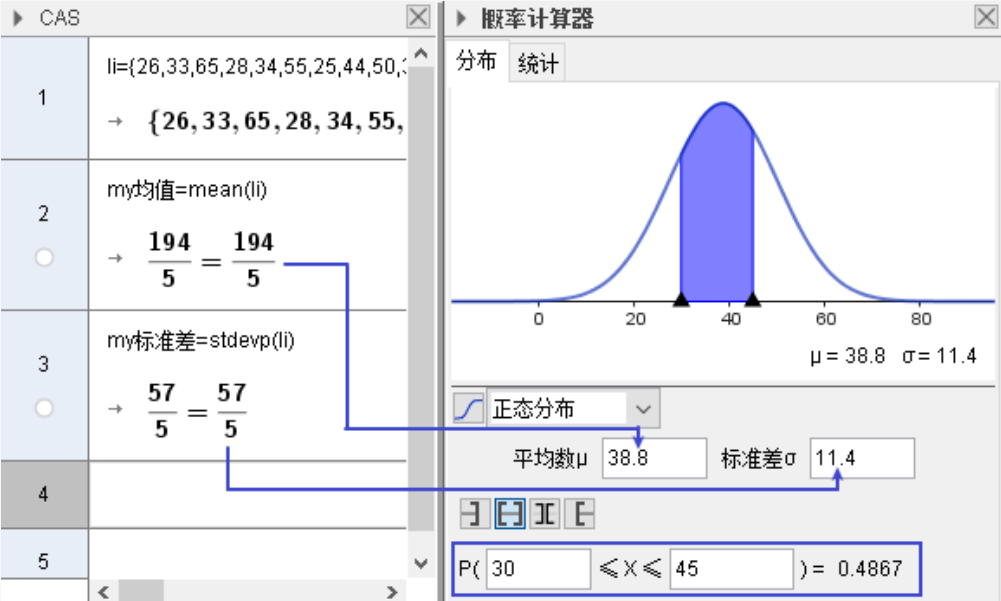 CAS
1
li={26,33,65,28,34,55,25,44,50,
→ {26, 33, 65, 28, 34, 55,
2
my均值=mean(li)
→ 194/5 = 194/5
3
my标准差=stdevp(li)
→ 57/5 = 57/5
4
5
概率计算器
分布 统计
0 20 40 60 80
μ = 38.8 σ = 11.4
正态分布
平均数μ 38.8 标准差σ 11.4
P( 30 ≤ X ≤ 45 ) = 0.4867